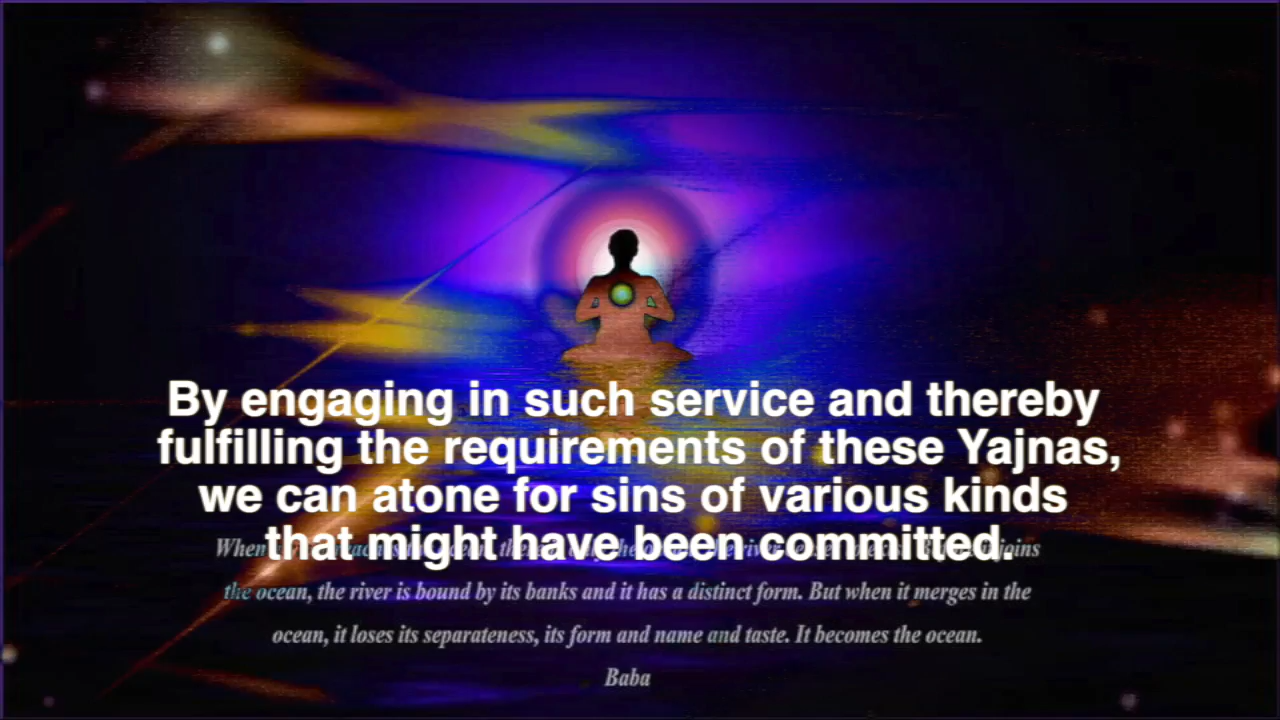 By engaging in such service and thereby
fulfilling the requirements of these Yajnas,
we can atone for sins of various kinds
that might have been committed.
When joins
the ocean, the river is bound by its banks and it has a distinct form. But when it merges in the
ocean, it loses its separateness, its form and name and taste. It becomes the ocean.
Baba